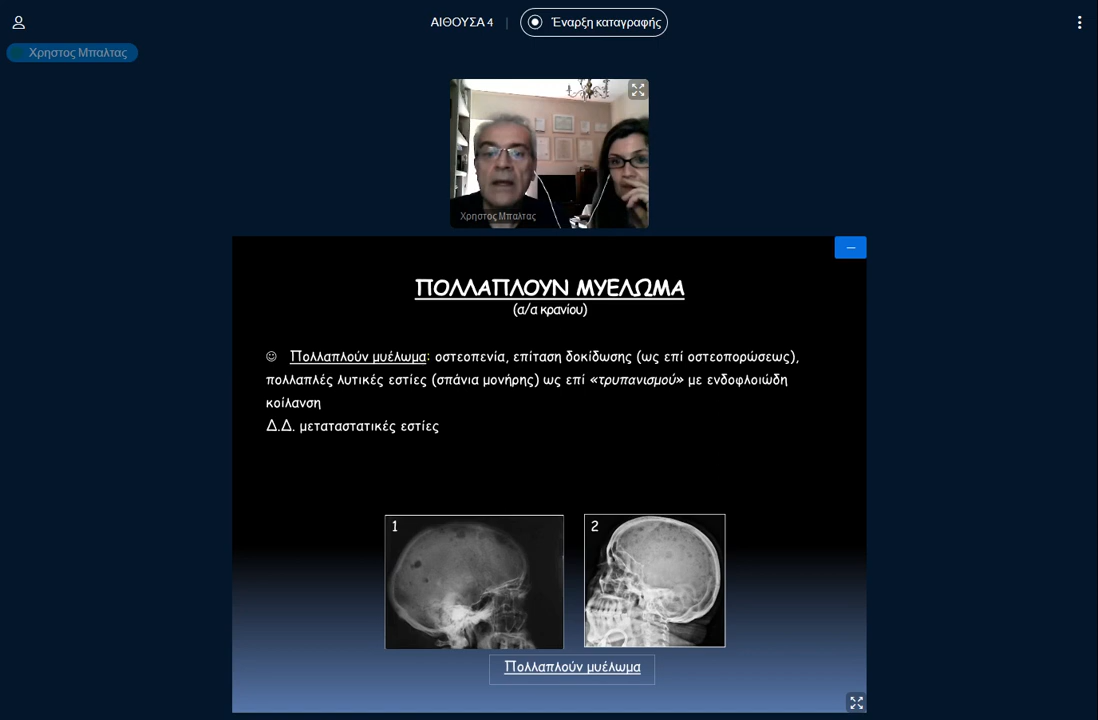 ΑΙΘΟΥΣΑ 4 | Έναρξη καταγραφής
Χρηστος Μπαλτας
Χρηστος Μπαλτας
ΠΟΛΛΑΠΛΟΥΝ ΜΥΕΛΩΜΑ
(α/α κρανίου)
☺ Πολλαπλούν μυέλωμα: οστεοπενία, επίταση δοκίδωσης (ως επί οστεοπορώσεως),
πολλαπλές λυτικές εστίες (σπάνια μονήρης) ως επί «τρυπανισμού» με ενδοφλοιώδη
κοίλανση
Δ.Δ. μεταστατικές εστίες
1
2
Πολλαπλούν μυέλωμα